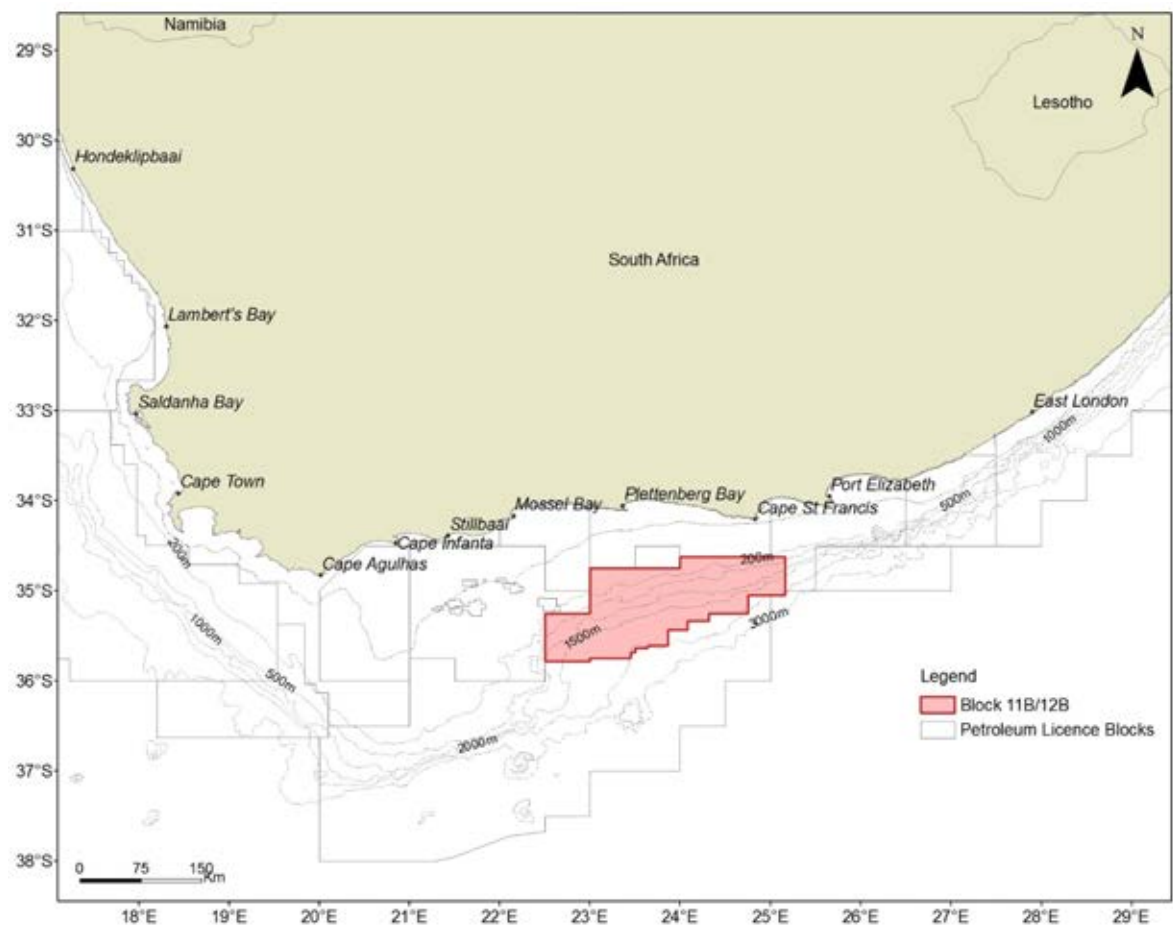 Namibia
29°S
N
Lesotho
30°S
Hondeklipbaai
31°S
South Africa
32°S
Lambert's Bay
33°S
Saldanha Bay
East London
1000m
34°S
Cape Town
Mossel Bay
Plettenberg Bay
Port Elizabeth
500m
Stillbaai
Cape St Francis
200m
Cape Infanta
200m
Cape Agulhas
35°S
3000m
1000m
1500m
36°S
500m
Legend
Block 11B/12B
Petroleum Licence Blocks
2000m
37°S
38°S
0 75 150
Km
18°E 19°E 20°E 21°E 22°E 23°E 24°E 25°E 26°E 27°E 28°E 29°E